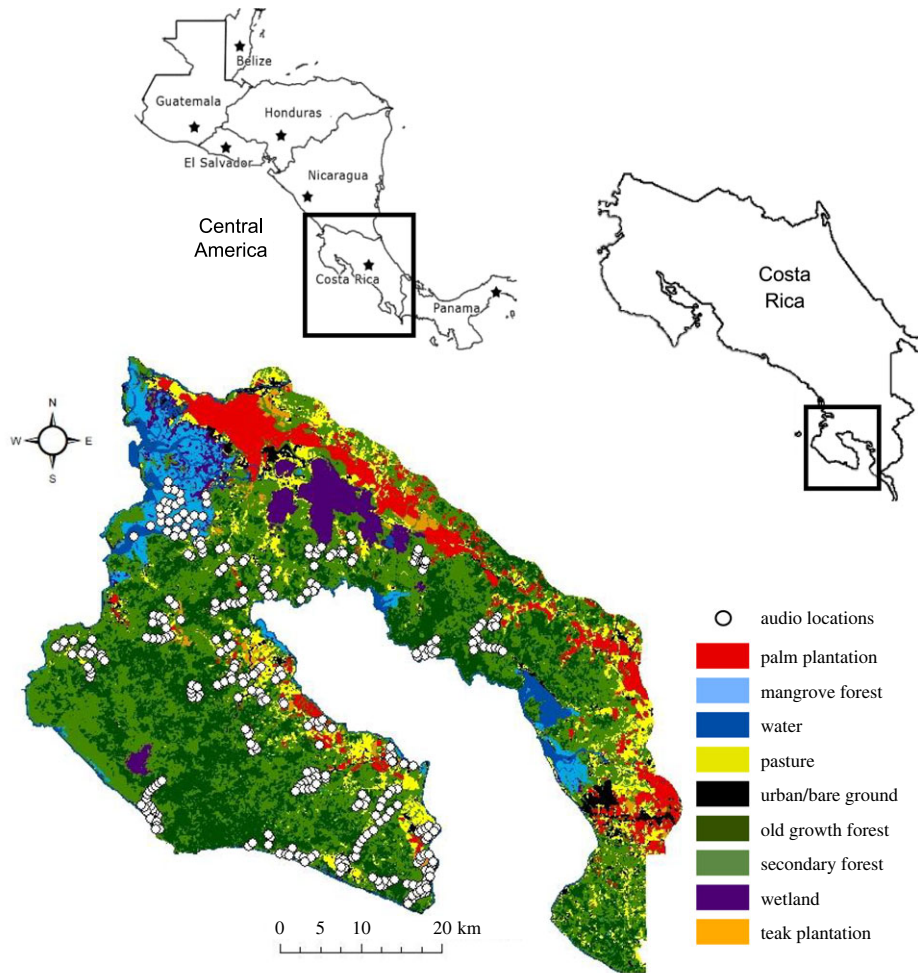 Belize
Guatemala
Honduras
El Salvador
Nicaragua
Central
America
Costa Rica
Panama
Costa
Rica
N
W E
S
audio locations
palm plantation
mangrove forest
water
pasture
urban/bare ground
old growth forest
secondary forest
wetland
teak plantation
0 5 10 20 km